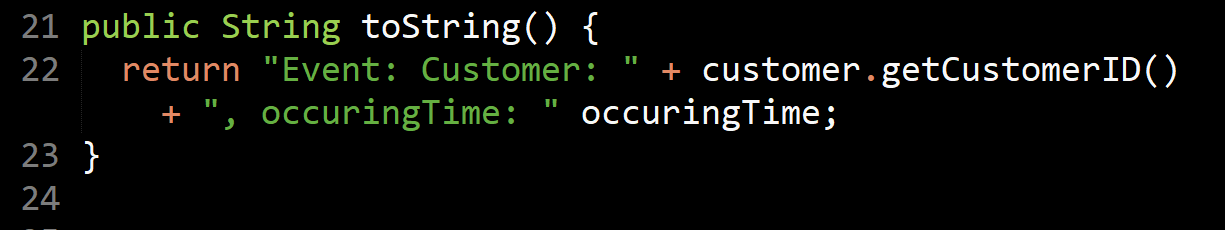 21 public String toString() {
22   return "Event: Customer: " + customer.getCustomerID()
    + ", occuringTime: " occuringTime;
23 }
24